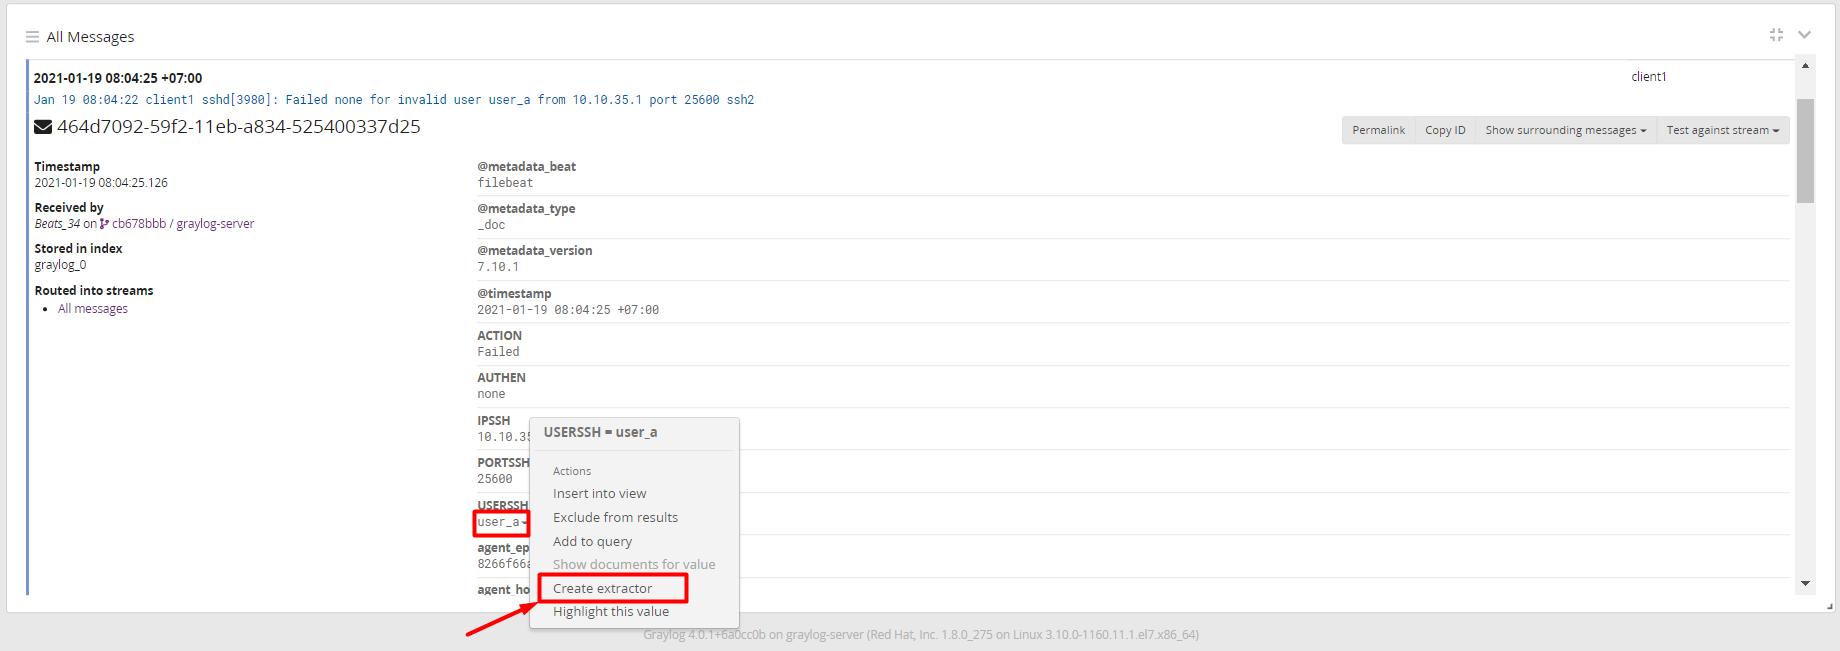 All Messages
2021-01-19 08:04:25 +07:00
client1
Jan 19 08:04:22 client1 sshd[3980]: Failed none for invalid user user_a from 10.10.35.1 port 25600 ssh2
464d7092-59f2-11eb-a834-525400337d25
Permalink Copy ID Show surrounding messages Test against stream
Timestamp
2021-01-19 08:04:25.126
Received by
Beats_34 on cb678bbb / graylog-server
Stored in index
graylog_0
Routed into streams
All messages
@metadata_beat
filebeat
@metadata_type
_doc
@metadata_version
7.10.1
@timestamp
2021-01-19 08:04:25 +07:00
ACTION
Failed
AUTHEN
none
IPSSH
10.10.35
PORTSSH
25600
USERSSH
user_a
agent_ep
8266f66a
agent_ho
USERSSH = user_a
Actions
Insert into view
Exclude from results
Add to query
Show documents for value
Create extractor
Highlight this value
Graylog 4.0.1+6a0cc0b on graylog-server (Red Hat, Inc. 1.8.0_275 on Linux 3.10.0-1160.11.1.el7.x86_64)